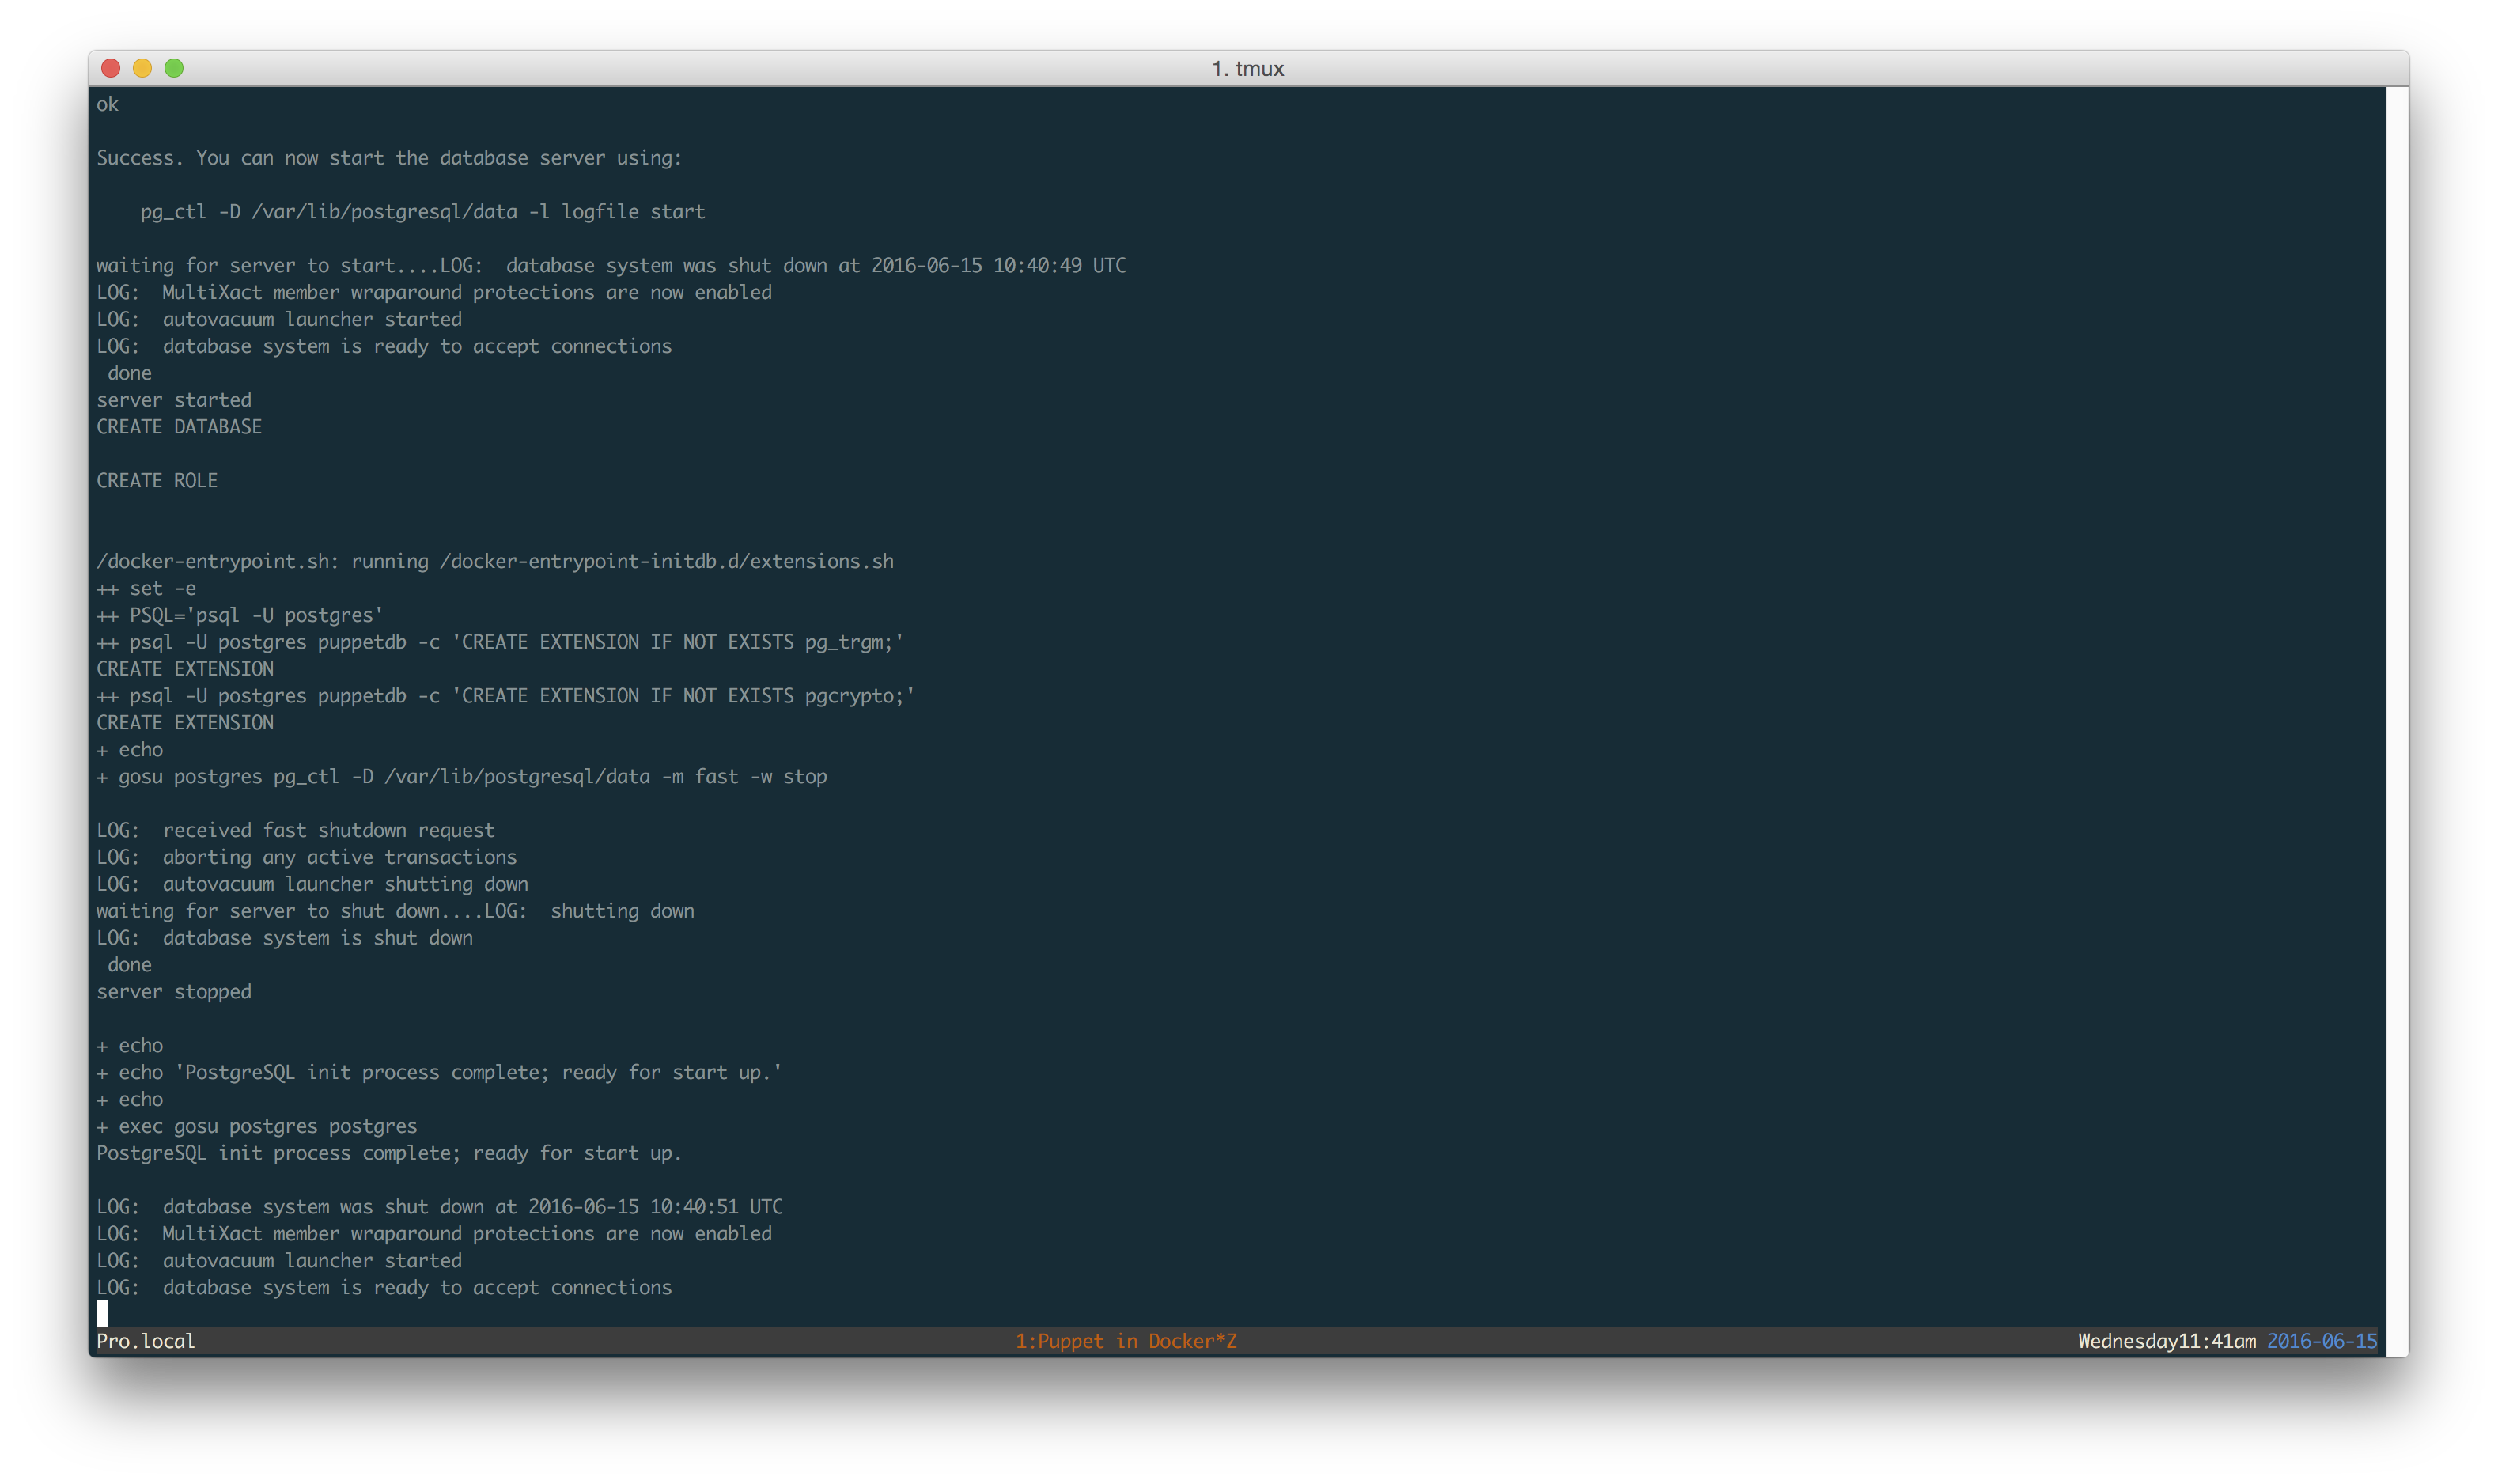 1. tmux
ok
Success. You can now start the database server using:
    pg_ctl -D /var/lib/postgresql/data -l logfile start
waiting for server to start....LOG:  database system was shut down at 2016-06-15 10:40:49 UTC
LOG:  MultiXact member wraparound protections are now enabled
LOG:  autovacuum launcher started
LOG:  database system is ready to accept connections
 done
server started
CREATE DATABASE
CREATE ROLE
/docker-entrypoint.sh: running /docker-entrypoint-initdb.d/extensions.sh
++ set -e
++ PSQL='psql -U postgres'
++ psql -U postgres puppetdb -c 'CREATE EXTENSION IF NOT EXISTS pg_trgm;'
CREATE EXTENSION
++ psql -U postgres puppetdb -c 'CREATE EXTENSION IF NOT EXISTS pgcrypto;'
CREATE EXTENSION
+ echo
+ gosu postgres pg_ctl -D /var/lib/postgresql/data -m fast -w stop
LOG:  received fast shutdown request
LOG:  aborting any active transactions
LOG:  autovacuum launcher shutting down
waiting for server to shut down....LOG:  shutting down
LOG:  database system is shut down
 done
server stopped
+ echo
+ echo 'PostgreSQL init process complete; ready for start up.'
+ echo
+ exec gosu postgres postgres
PostgreSQL init process complete; ready for start up.
LOG:  database system was shut down at 2016-06-15 10:40:51 UTC
LOG:  MultiXact member wraparound protections are now enabled
LOG:  autovacuum launcher started
LOG:  database system is ready to accept connections
Pro.local 1:Puppet in Docker*Z Wednesday11:41am 2016-06-15